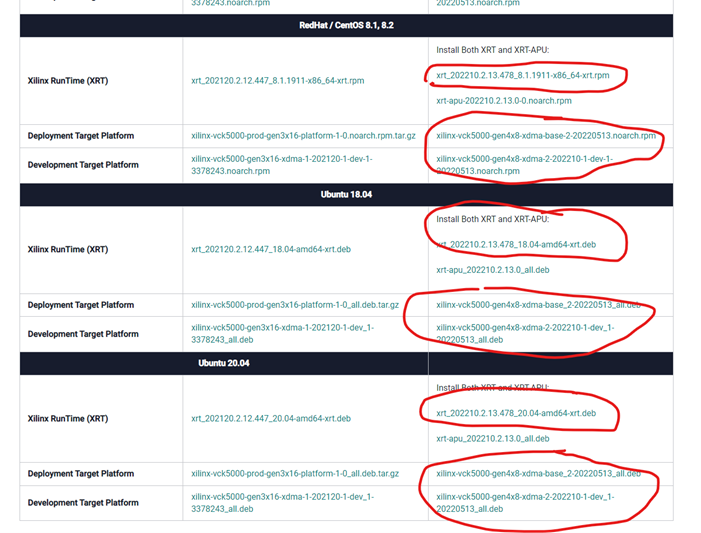 3378243.noarch.rpm
20220513.noarch.rpm
RedHat / CentOS 8.1, 8.2
Xilinx RunTime (XRT)
xrt_202120.2.12.447_8.1.1911-x86_64-xrt.rpm
Install Both XRT and XRT-APU:
xrt_202210.2.13.478_8.1.1911-x86_64-xrt.rpm
xrt-apu-202210.2.13.0-0.noarch.rpm
Deployment Target Platform
xilinx-vck5000-prod-gen3x16-platform-1-0.noarch.rpm.tar.gz
xilinx-vck5000-gen4x8-xdma-base-2-20220513.noarch.rpm
Development Target Platform
xilinx-vck5000-gen3x16-xdma-1-202120-1-dev-1-
3378243.noarch.rpm
xilinx-vck5000-gen4x8-xdma-2-202210-1-dev-1-
20220513.noarch.rpm
Ubuntu 18.04
Xilinx RunTime (XRT)
xrt_202120.2.12.447_18.04-amd64-xrt.deb
Install Both XRT and XRT-APU:
xrt_202210.2.13.478_18.04-amd64-xrt.deb
xrt-apu_202210.2.13.0_all.deb
Deployment Target Platform
xilinx-vck5000-prod-gen3x16-platform-1-0_all.deb.tar.gz
xilinx-vck5000-gen4x8-xdma-base_2-20220513_all.deb
Development Target Platform
xilinx-vck5000-gen3x16-xdma-1-202120-1-dev_1-
3378243_all.deb
xilinx-vck5000-gen4x8-xdma-2-202210-1-dev_1-
20220513_all.deb
Ubuntu 20.04
Xilinx RunTime (XRT)
xrt_202120.2.12.447_20.04-amd64-xrt.deb
Install Both XRT and XRT-APU:
xrt_202210.2.13.478_20.04-amd64-xrt.deb
xrt-apu_202210.2.13.0_all.deb
Deployment Target Platform
xilinx-vck5000-prod-gen3x16-platform-1-0_all.deb.tar.gz
xilinx-vck5000-gen4x8-xdma-base_2-20220513_all.deb
Development Target Platform
xilinx-vck5000-gen3x16-xdma-1-202120-1-dev_1-
3378243_all.deb
xilinx-vck5000-gen4x8-xdma-2-202210-1-dev_1-
20220513_all.deb